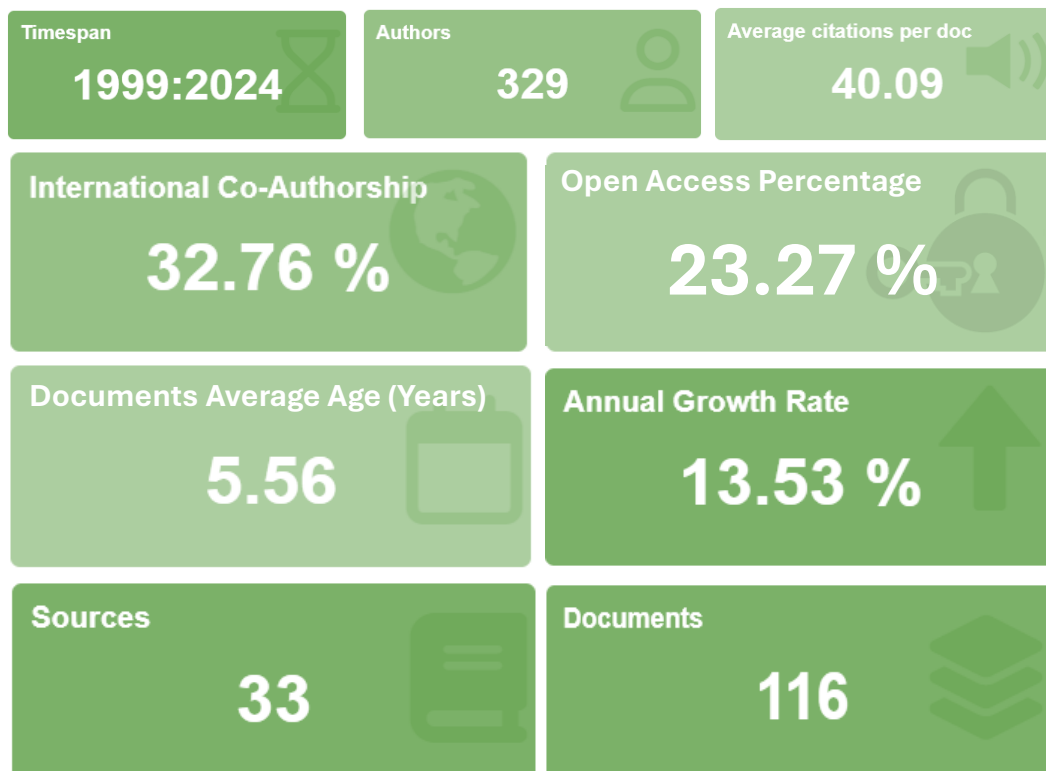 Timespan
1999:2024
Authors
329
Average citations per doc
40.09
International Co-Authorship
32.76 %
Open Access Percentage
23.27 %
Documents Average Age (Years)
5.56
Annual Growth Rate
13.53 %
Sources
33
Documents
116